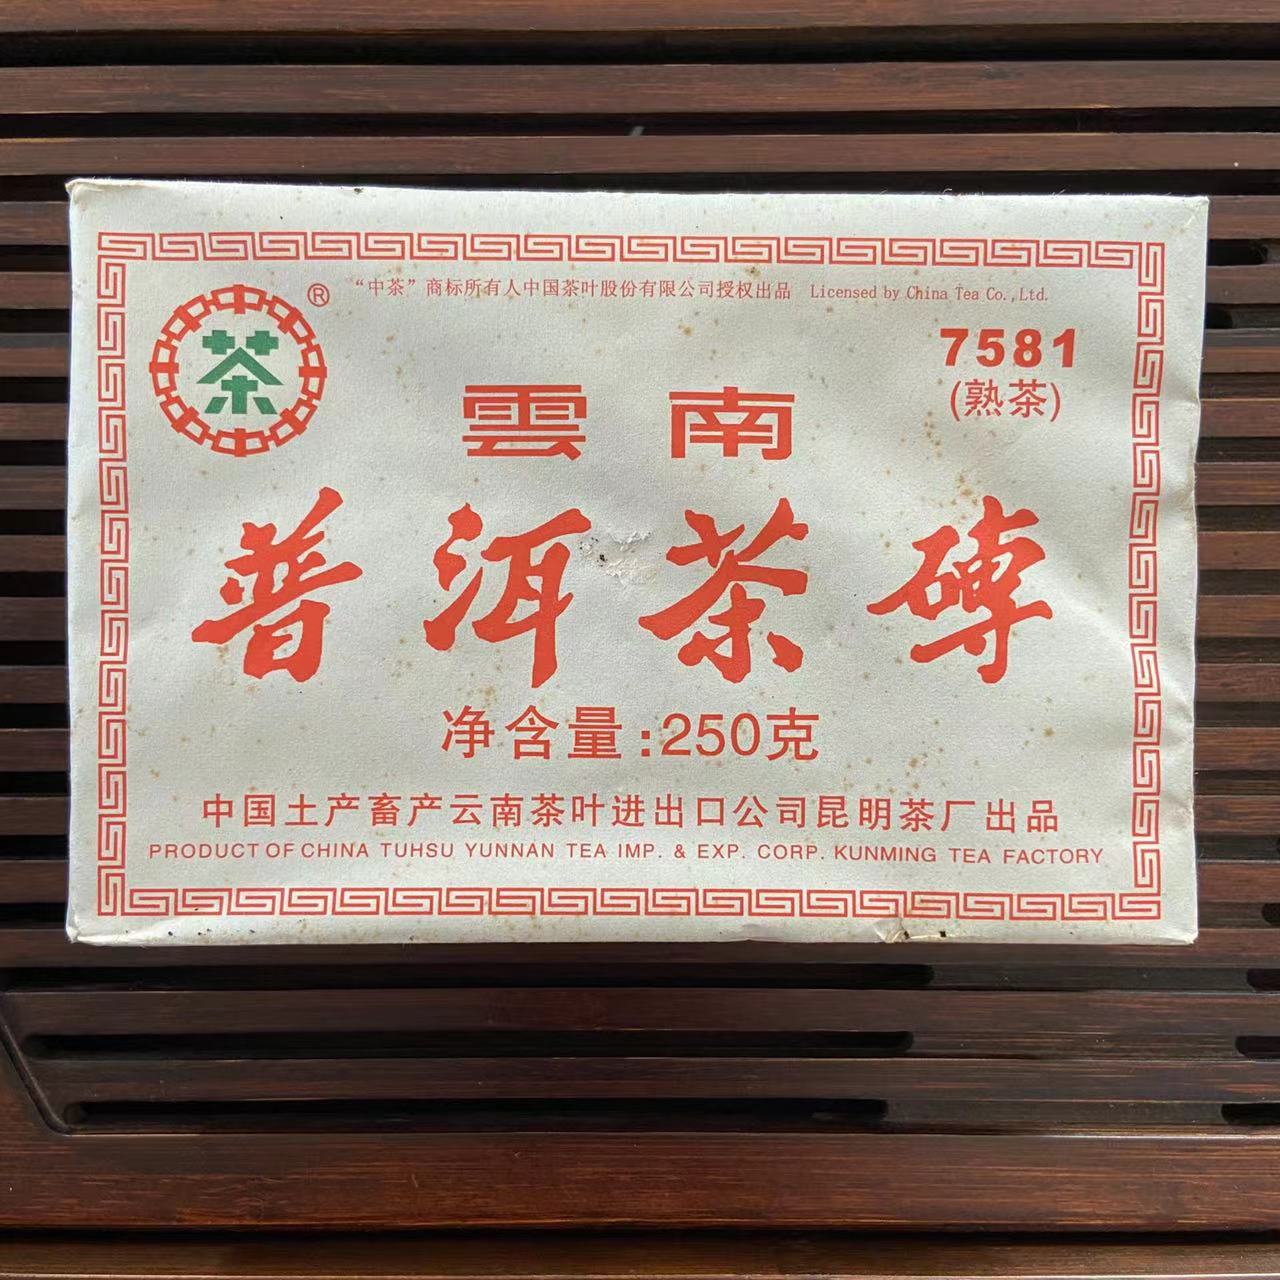 “中茶”商标所有人中国茶叶股份有限公司授权出品 Licensed by China Tea Co.,Ltd.
茶 ®
7581
(熟茶)
雲南
普洱茶磚
净含量:250克
中国土产畜产云南茶叶进出口公司昆明茶厂出品
PRODUCT OF CHINA TUHSU YUNNAN TEA IMP. & EXP. CORP. KUNMING TEA FACTORY